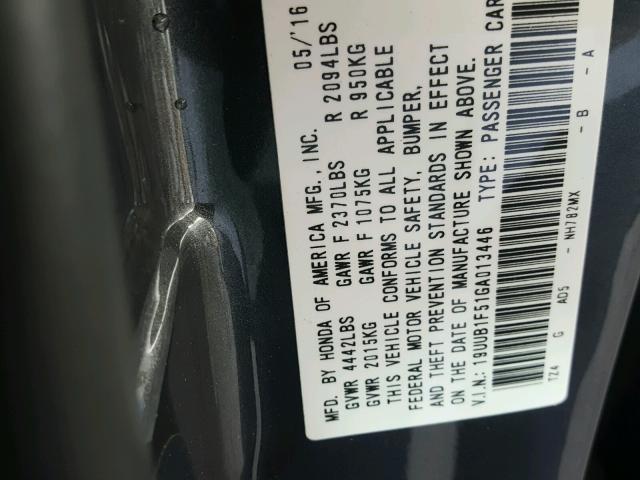 MFD. BY HONDA OF AMERICA MFG., INC. 05/'16
GVWR 4442LBS GAWR F 2370LBS R 2094LBS
GVWR 2015KG GAWR F 1075KG R 950KG
THIS VEHICLE CONFORMS TO ALL APPLICABLE
FEDERAL MOTOR VEHICLE SAFETY, BUMPER,
AND THEFT PREVENTION STANDARDS IN EFFECT
ON THE DATE OF MANUFACTURE SHOWN ABOVE.
V.I.N.: 19UUB1F51GA013446 TYPE: PASSENGER CAR
TZ4 G AD5 - NH782MX - B - A